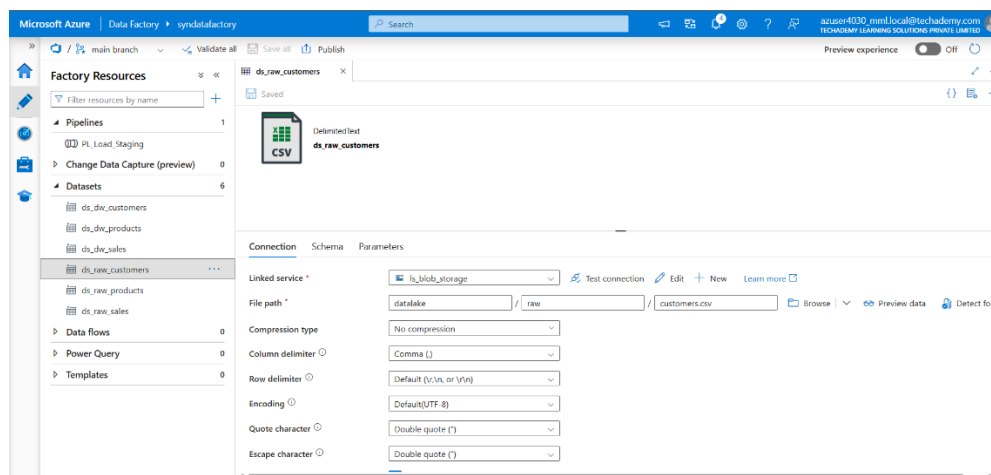 Microsoft Azure | Data Factory ▸ syndatafactory
Search
4
azuser4030_mml.local@techademy.com
TECHADEMY LEARNING SOLUTIONS PRIVATE LIMITED
» / main branch Validate all Save all Publish
Preview experience Off
Factory Resources
Filter resources by name
Pipelines 1
PL_Load_Staging
Change Data Capture (preview) 0
Datasets 6
ds_dw_customers
ds_dw_products
ds_dw_sales
ds_raw_customers ...
ds_raw_products
ds_raw_sales
Data flows 0
Power Query 0
Templates 0
ds_raw_customers ×
Saved
{}
CSV
DelimitedText
ds_raw_customers
Connection Schema Parameters
Linked service * ls_blob_storage Test connection Edit New Learn more
File path * datalake / raw / customers.csv Browse Preview data Detect fo
Compression type No compression
Column delimiter Comma (,)
Row delimiter Default (\r,\n, or \r\n)
Encoding Default(UTF-8)
Quote character Double quote (")
Escape character Double quote (")